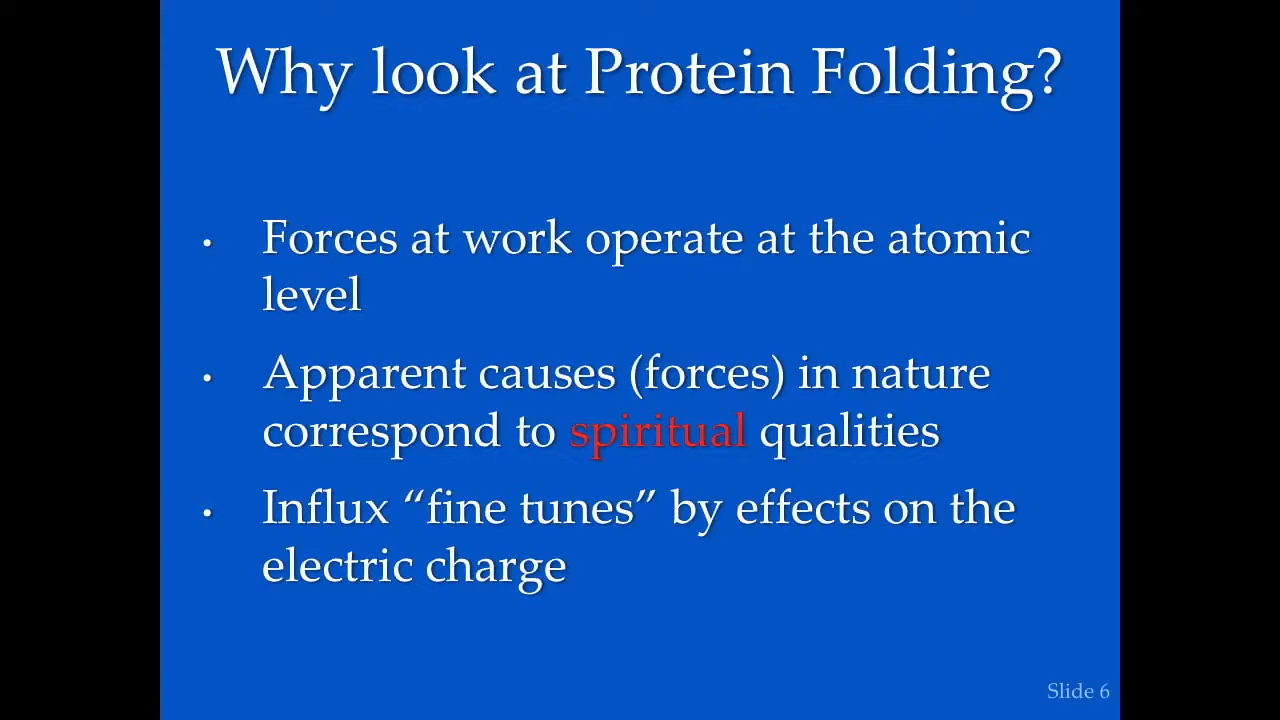 Why look at Protein Folding?
• Forces at work operate at the atomic
level
• Apparent causes (forces) in nature
correspond to spiritual qualities
• Influx “fine tunes” by effects on the
electric charge
Slide 6